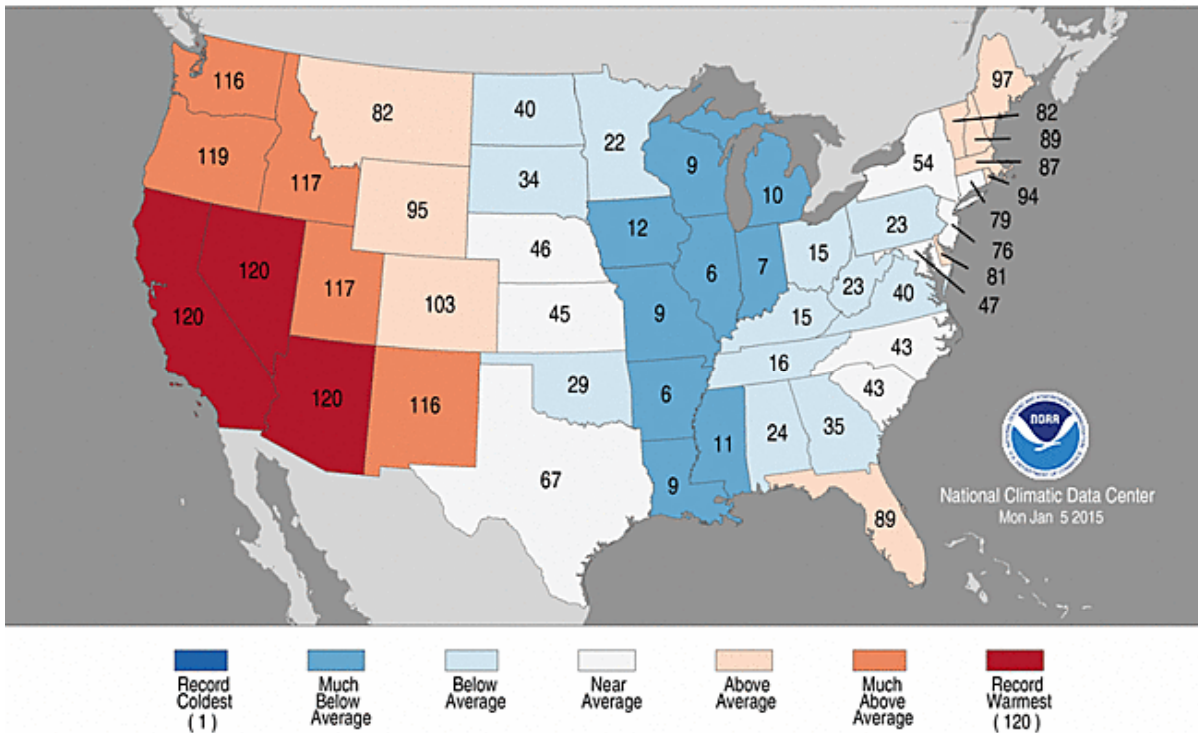 116
82
40
22
97
82
89
87
94
79
76
81
47
119
117
95
34
9
10
54
120
120
117
103
46
12
6
7
15
23
23
40
45
9
15
16
43
43
120
116
29
6
11
24
35
67
9
89
NOAA
National Climatic Data Center
Mon Jan 5 2015
Record
Coldest
( 1 )
Much
Below
Average
Below
Average
Near
Average
Above
Average
Much
Above
Average
Record
Warmest
( 120 )